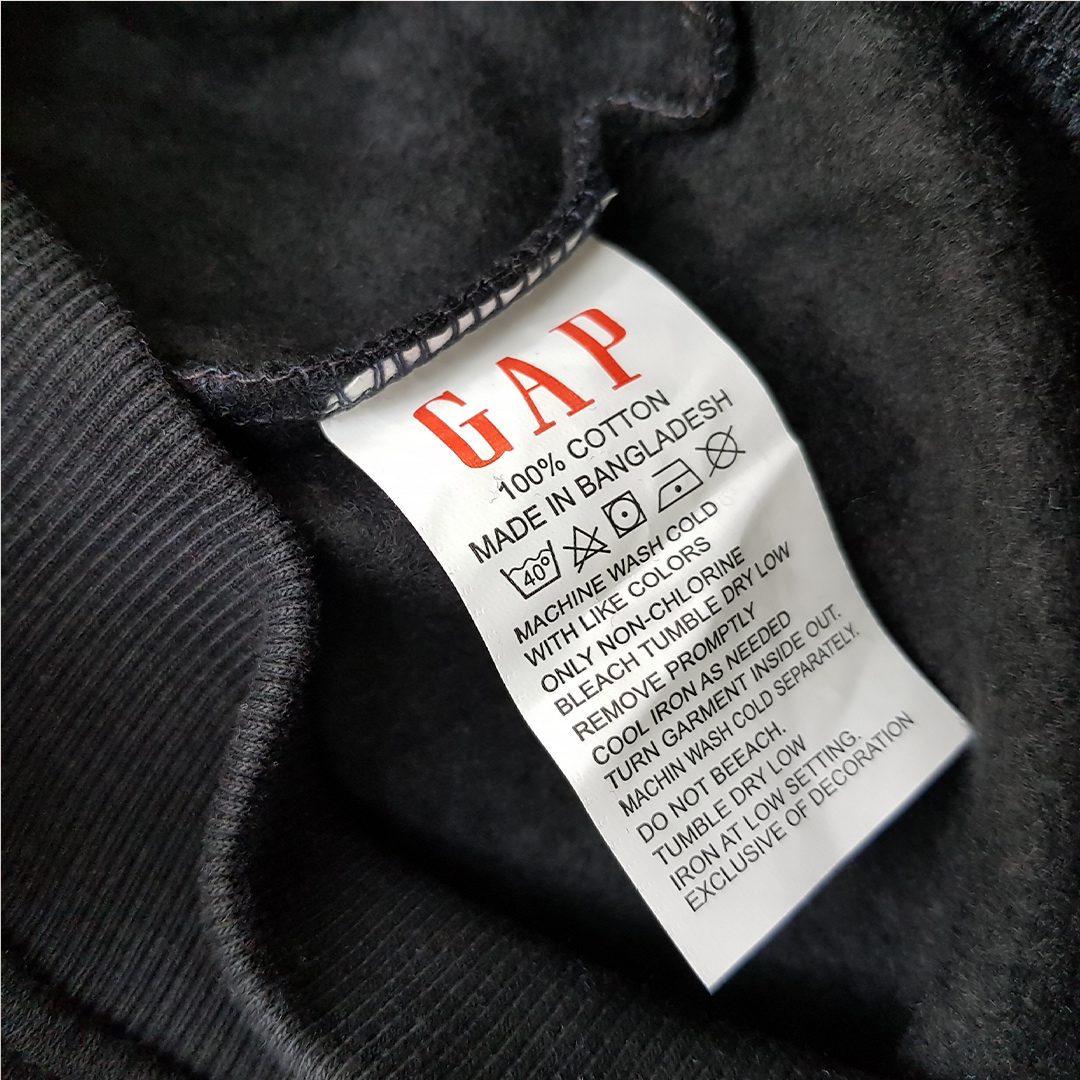 GAP
100% COTTON
MADE IN BANGLADESH
40°
MACHINE WASH COLD
WITH LIKE COLORS
ONLY NON-CHLORINE
BLEACH TUMBLE DRY LOW
REMOVE PROMPTLY
COOL IRON AS NEEDED
TURN GARMENT INSIDE OUT.
MACHIN WASH COLD SEPARATELY.
DO NOT BEEACH.
TUMBLE DRY LOW
IRON AT LOW SETTING.
EXCLUSIVE OF DECORATION